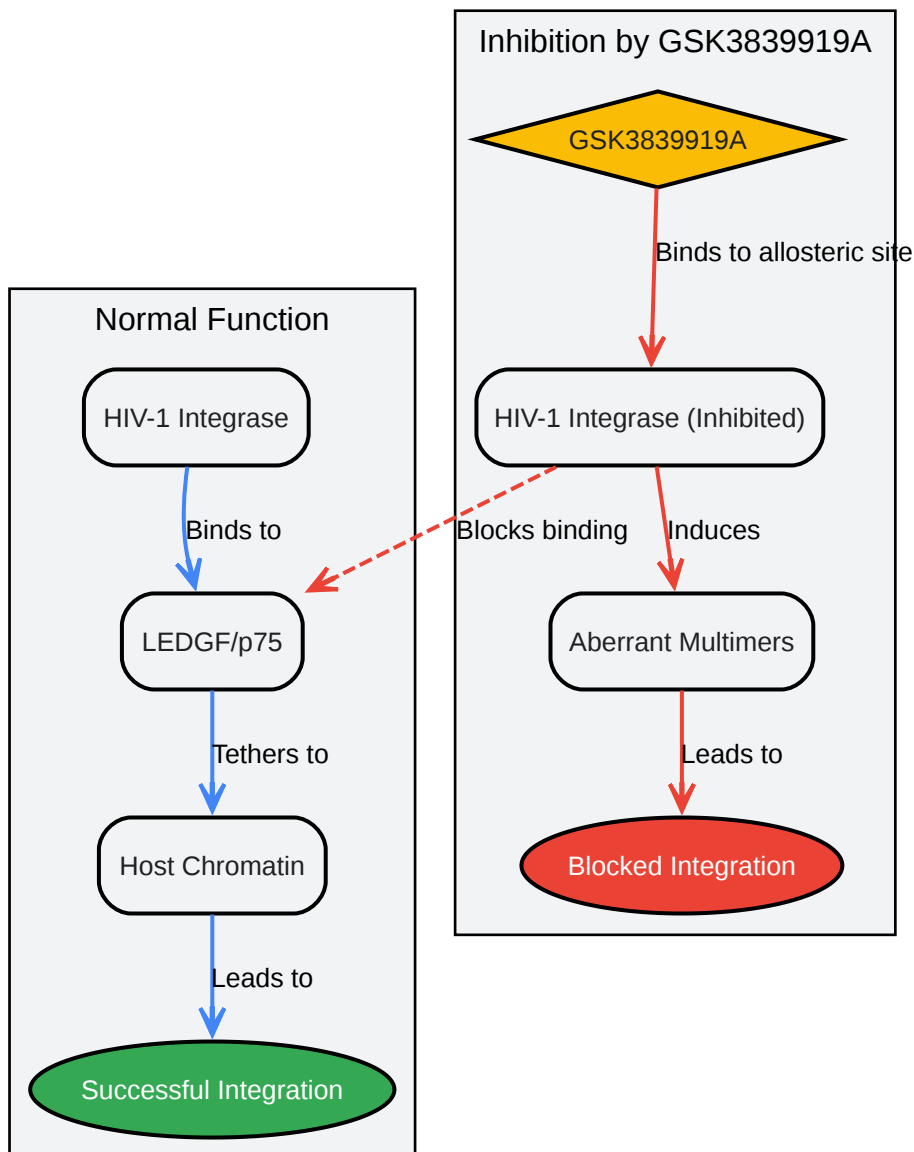 Inhibition by GSK3839919A
GSK3839919A
Binds to allosteric site
Normal Function
HIV-1 Integrase
HIV-1 Integrase (Inhibited)
Binds to
Blocks binding
Induces
LEDGF/p75
Aberrant Multimers
Tethers to
Leads to
Host Chromatin
Blocked Integration
Leads to
Successful Integration